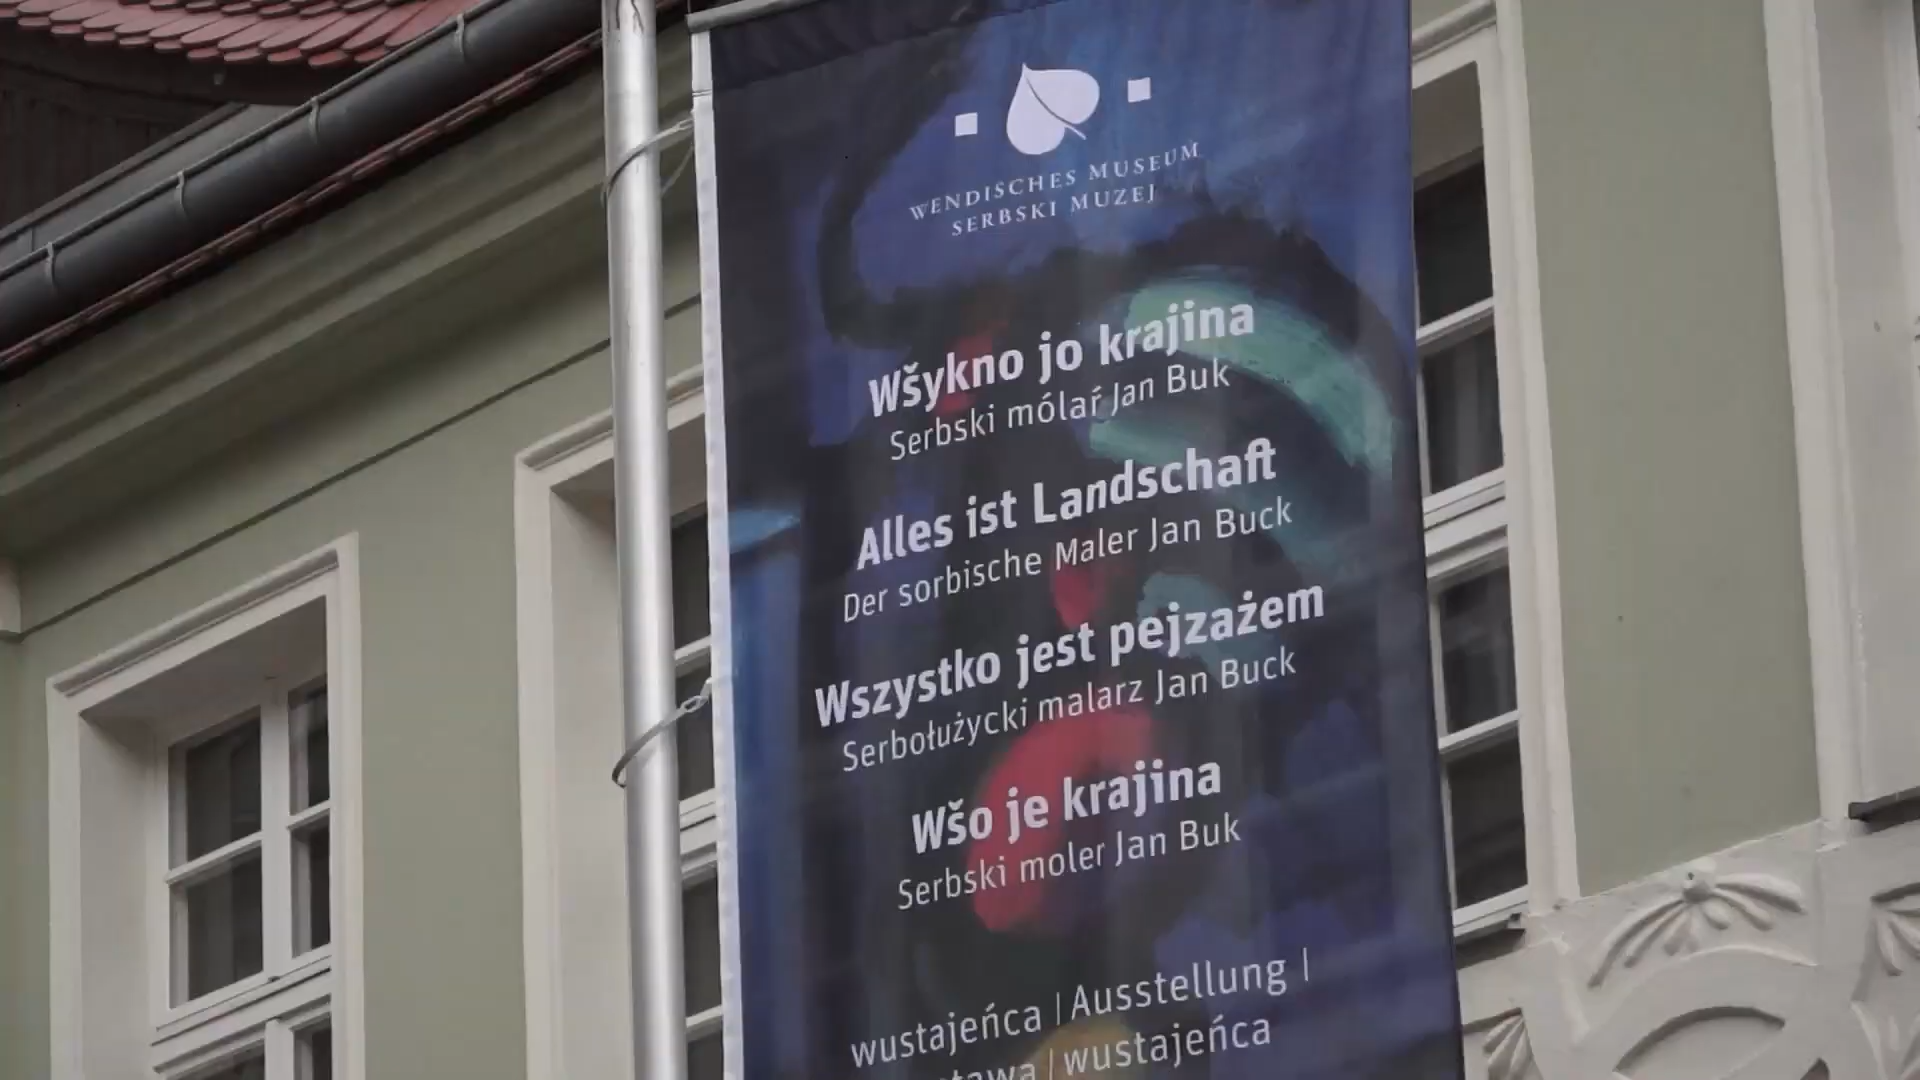 WENDISCHES MUSEUM
SERBSKI MUZEJ
Wšykno jo krajina
Serbski mólaŕ Jan Buk
Alles ist Landschaft
Der sorbische Maler Jan Buck
Wszystko jest pejzażem
Serbołużycki malarz Jan Buck
Wšo je krajina
Serbski moler Jan Buk
wustajeńca | Ausstellung |
| wustajeńca